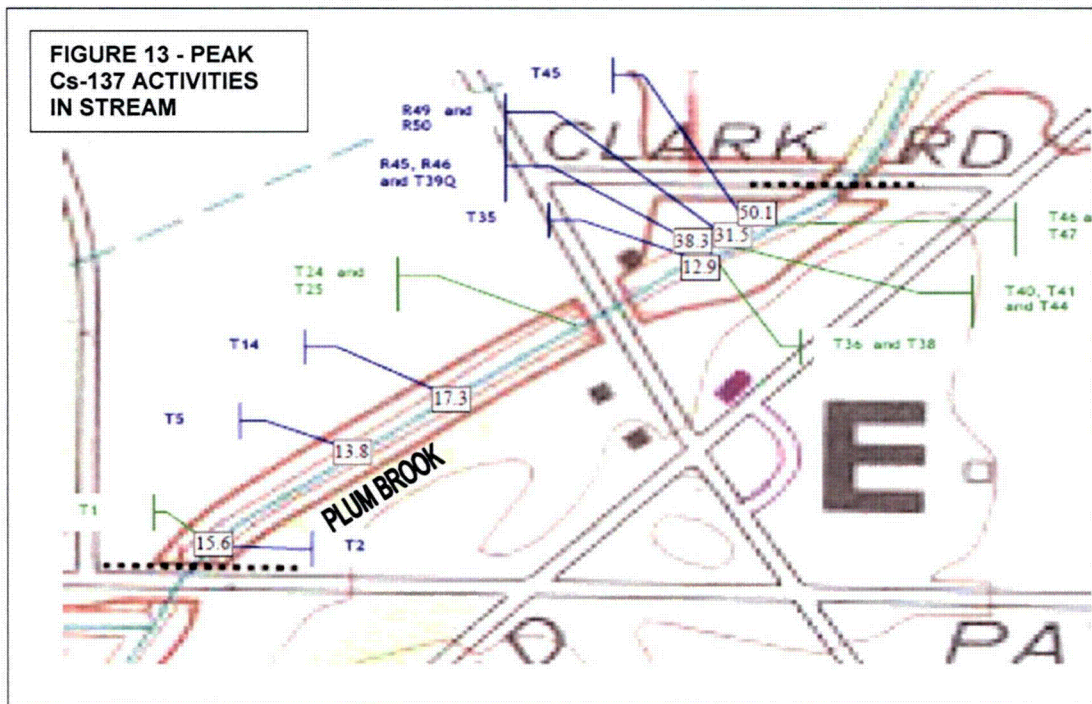 FIGURE 13 - PEAK
Cs-137 ACTIVITIES
IN STREAM
T45
R49 and
R50
CLARK RD
R45, R46
and T39Q
T35
50.1
31.5
38.3
12.9
T46 a
T47
T24 and
T25
T40, T41
and T44
T36 and T38
T14
17.3
T5
13.8
E
PLUM BROOK
T1
15.6
T2
D
PA